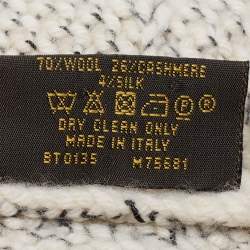 70%WOOL 26%CASHMERE
4%SILK
P
DRY CLEAN ONLY
MADE IN ITALY
BT0135 M75681